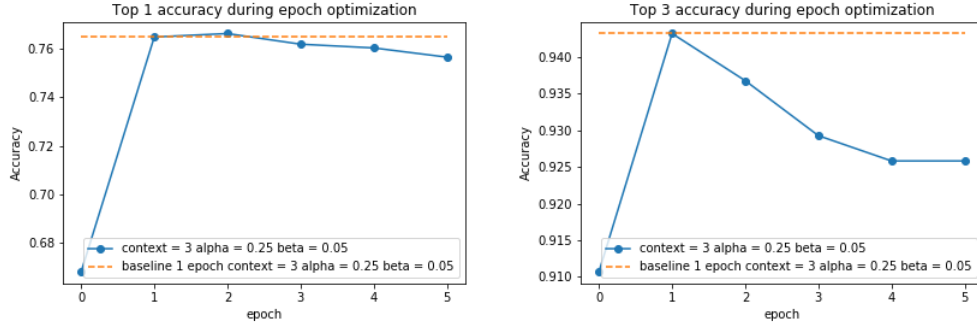 Top 1 accuracy during epoch optimization
Accuracy
0.76
0.74
0.72
0.70
0.68
context = 3 alpha = 0.25 beta = 0.05
baseline 1 epoch context = 3 alpha = 0.25 beta = 0.05
0 1 2 3 4 5
epoch
Top 3 accuracy during epoch optimization
Accuracy
0.940
0.935
0.930
0.925
0.920
0.915
0.910
context = 3 alpha = 0.25 beta = 0.05
baseline 1 epoch context = 3 alpha = 0.25 beta = 0.05
0 1 2 3 4 5
epoch